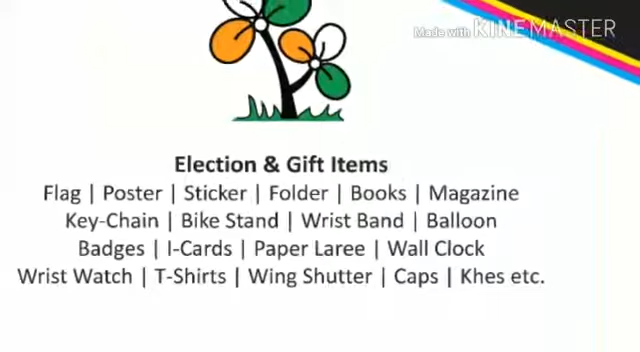 Made with KINEMASTER
Election & Gift Items
Flag | Poster | Sticker | Folder | Books | Magazine
Key-Chain | Bike Stand | Wrist Band | Balloon
Badges | I-Cards | Paper Laree | Wall Clock
Wrist Watch | T-Shirts | Wing Shutter | Caps | Khes etc.